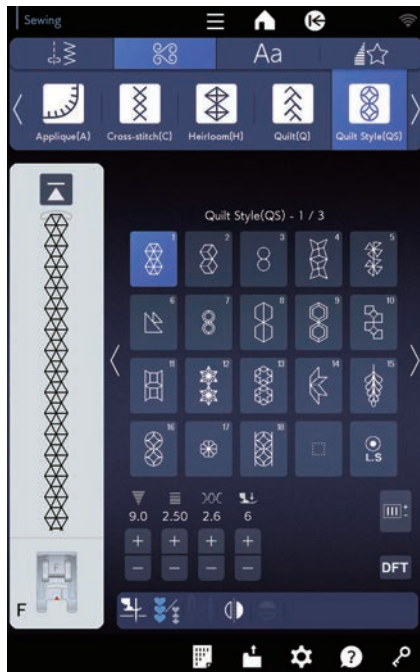 Sewing
Aa
Applique(A) Cross-stitch(C) Heirloom(H) Quilt(Q) Quilt Style(QS)
Quilt Style(QS) - 1 / 3
1 2 3 4 5
6 7 8 9 10
11 12 13 14 15
16 17 18
L.S
9.0 2.50 2.6 6
+ + + +
− − − −
DFT
F
F
?